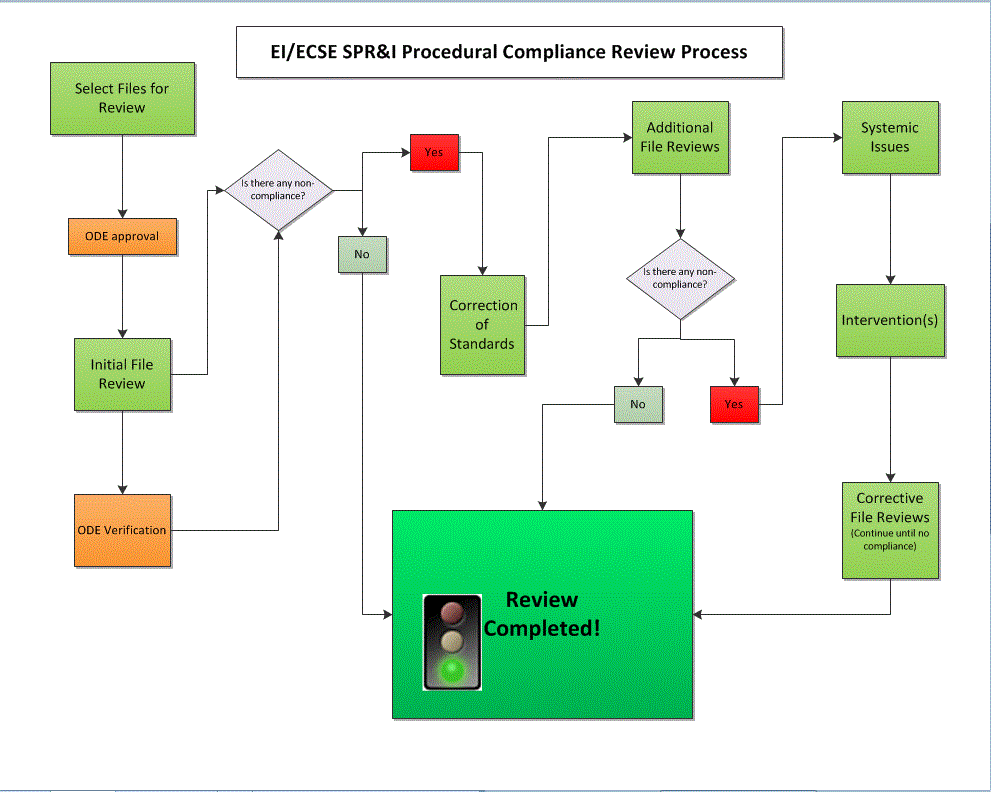 EI/ECSE SPR&I Procedural Compliance Review Process
Select Files for
Review
ODE approval
Initial File
Review
ODE Verification
Is there any non-
compliance?
Yes
No
Correction
of
Standards
Additional
File Reviews
Is there any non-
compliance?
No
Yes
Systemic
Issues
Intervention(s)
Corrective
File Reviews
(Continue until no
compliance)
Review
Completed!